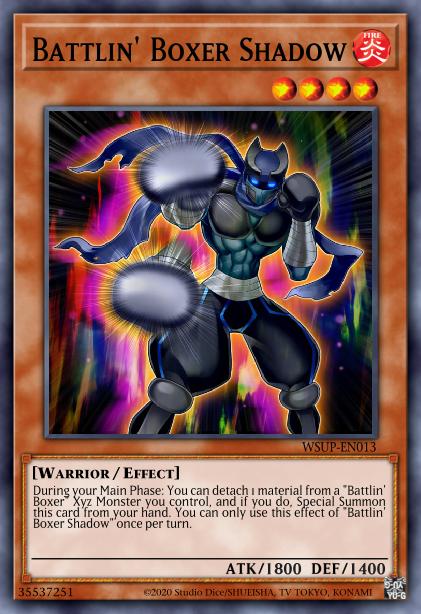 BATTLIN' BOXER SHADOW
FIRE
炎
WSUP-EN013
[WARRIOR / EFFECT]
During your Main Phase: You can detach 1 material from a "Battlin'
Boxer" Xyz Monster you control, and if you do, Special Summon
this card from your hand. You can only use this effect of "Battlin'
Boxer Shadow" once per turn.
ATK/1800 DEF/1400
35537251
©2020 Studio Dice/SHUEISHA, TV TOKYO, KONAMI